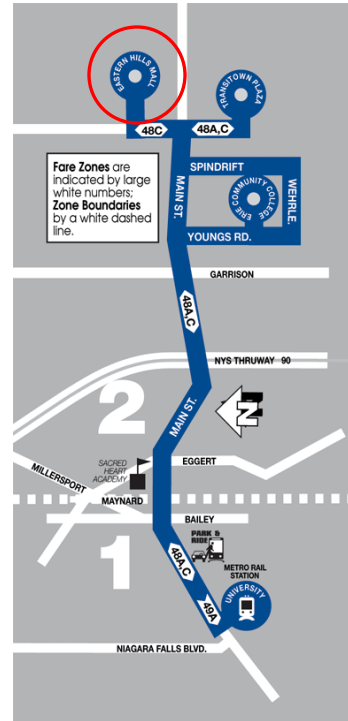 EASTERN HILLS MALL
TRANSITOWN PLAZA
48C
48A,C
Fare Zones are
indicated by large
white numbers;
Zone Boundaries
by a white dashed
line.
MAIN ST.
SPINDRIFT
WEHRLE.
ERIE COMMUNITY COLLEGE
YOUNGS RD.
GARRISON
48A,C
NYS THRUWAY 90
2
N
MAIN ST.
SACRED
HEART
ACADEMY
EGGERT
MILLERSPORT
MAYNARD
BAILEY
1
PARK &
RIDE
48A,C
METRO RAIL
STATION
49A
UNIVERSITY
NIAGARA FALLS BLVD.